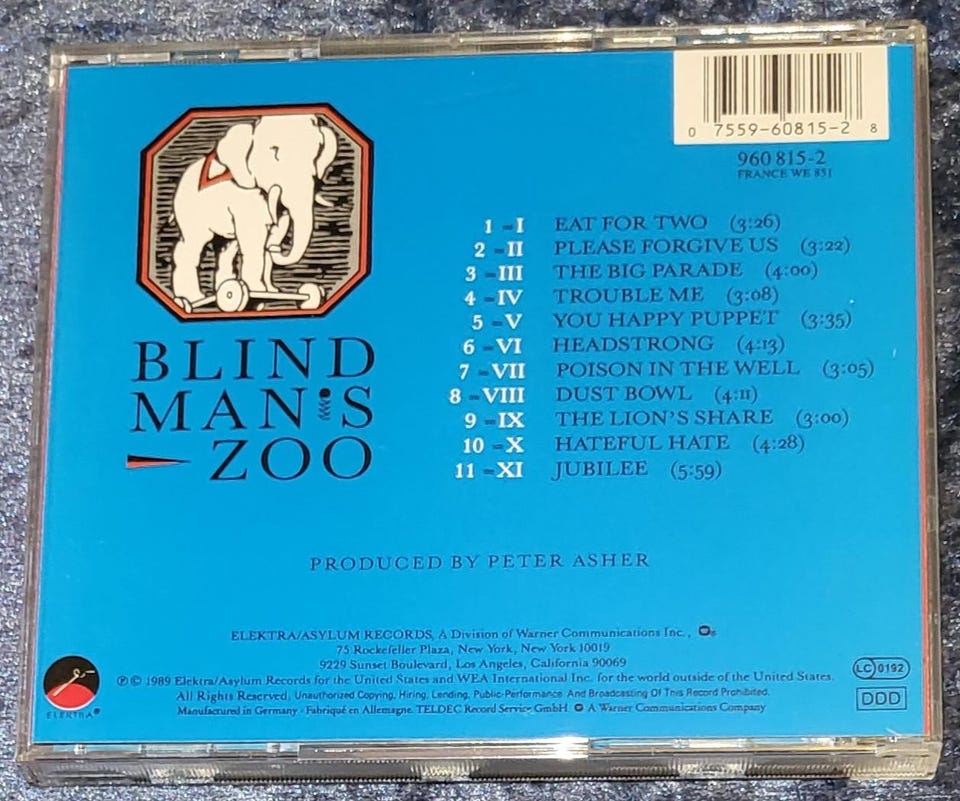 0 7559-60815-2 8
960 815-2
FRANCE WE 851
BLIND
MAN'S
ZOO
1 = I EAT FOR TWO (3:26)
2 = II PLEASE FORGIVE US (3:22)
3 = III THE BIG PARADE (4:00)
4 = IV TROUBLE ME (3:08)
5 = V YOU HAPPY PUPPET (3:35)
6 = VI HEADSTRONG (4:13)
7 = VII POISON IN THE WELL (3:05)
8 = VIII DUST BOWL (4:11)
9 = IX THE LION'S SHARE (3:00)
10 = X HATEFUL HATE (4:28)
11 = XI JUBILEE (5:59)
PRODUCED BY PETER ASHER
ELEKTRA/ASYLUM RECORDS, A Division of Warner Communications Inc.,
75 Rockefeller Plaza, New York, New York 10019
9229 Sunset Boulevard, Los Angeles, California 90069
℗ © 1989 Elektra/Asylum Records for the United States and WEA International Inc. for the world outside of the United States.
All Rights Reserved, Unauthorized Copying, Hiring, Lending, Public-Performance And Broadcasting Of This Record Prohibited.
Manufactured in Germany · Fabriqué en Allemagne. TELDEC Record Service GmbH A Warner Communications Company
ELEKTRA®
LC 0192
DDD